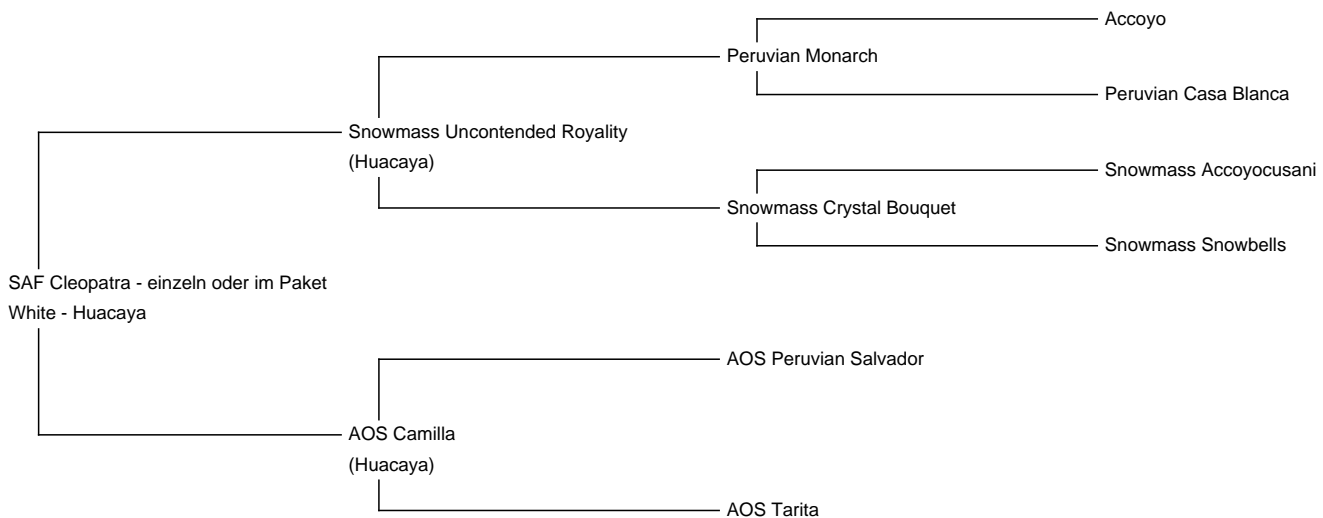 Accoyo
Peruvian Monarch
Peruvian Casa Blanca
Snowmass Uncontended Royality
(Huacaya)
Snowmass Accoyocusani
Snowmass Crystal Bouquet
Snowmass Snowbells
SAF Cleopatra - einzeln oder im Paket
White - Huacaya
AOS Peruvian Salvador
AOS Camilla
(Huacaya)
AOS Tarita